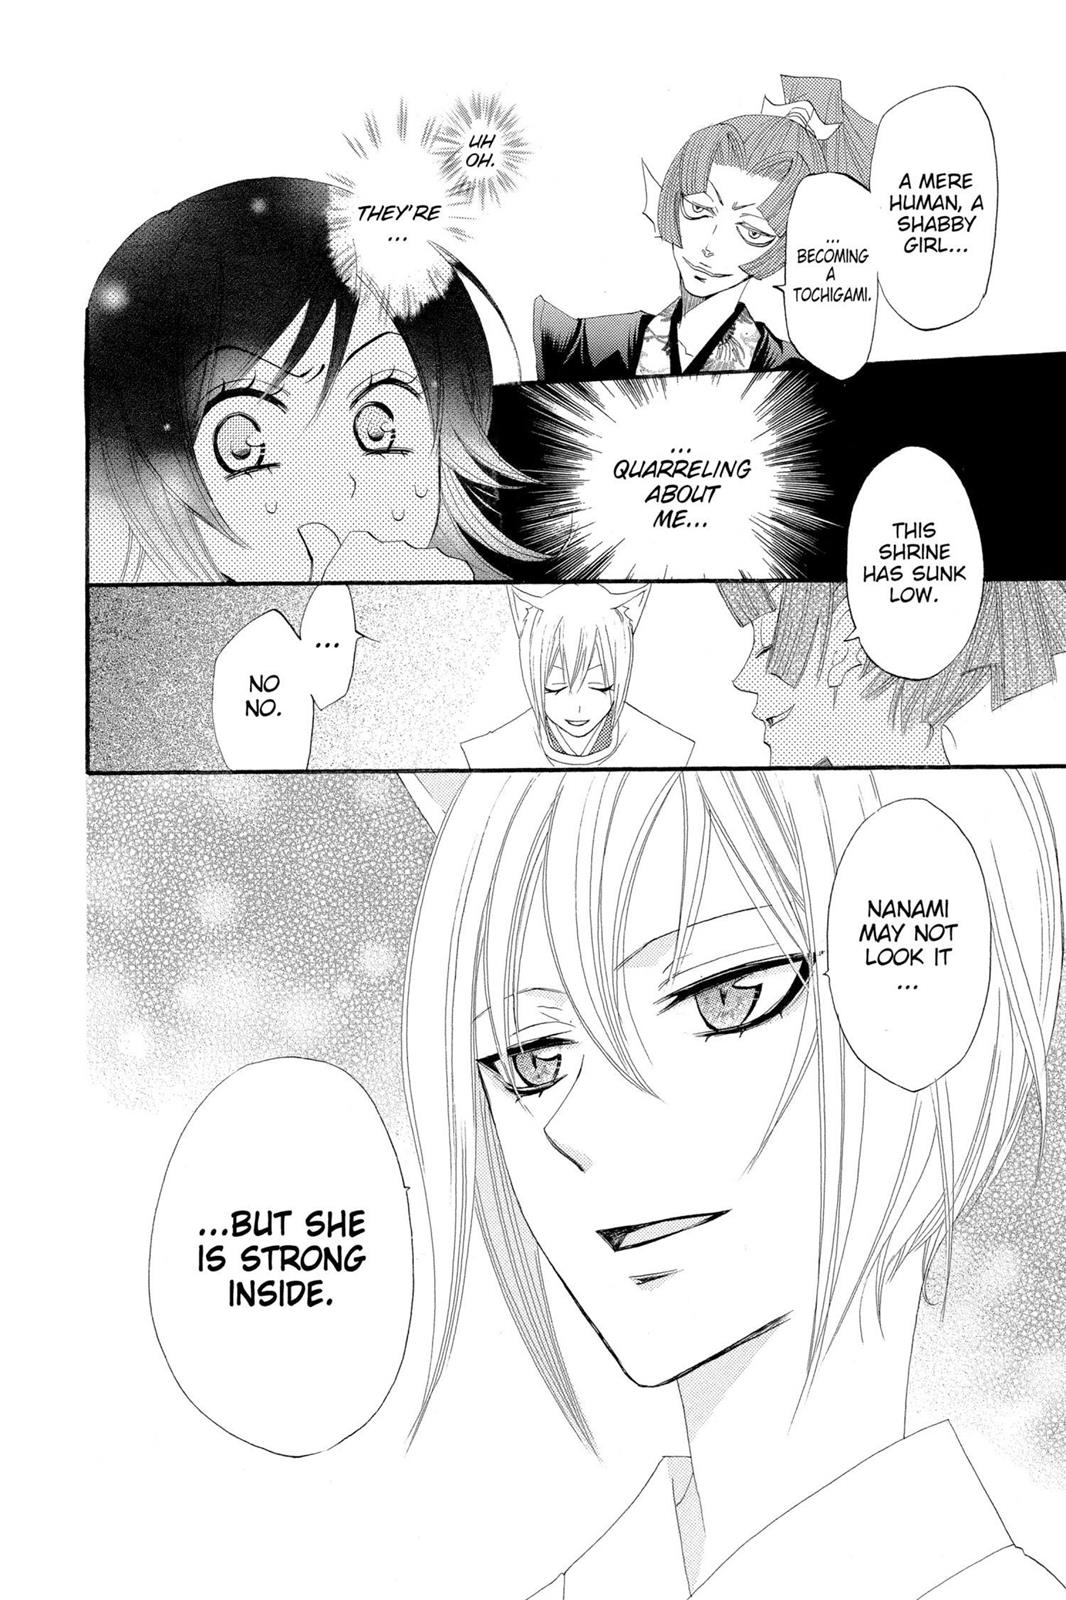 A MERE
HUMAN, A
SHABBY
GIRL...
...
BECOMING
A
TOCHIGAMI.
UH
OH.
THEY'RE
...
...
QUARRELING
ABOUT
ME...
THIS
SHRINE
HAS SUNK
LOW.
...
NO
NO.
NANAMI
MAY NOT
LOOK IT
...
...BUT SHE
IS STRONG
INSIDE.